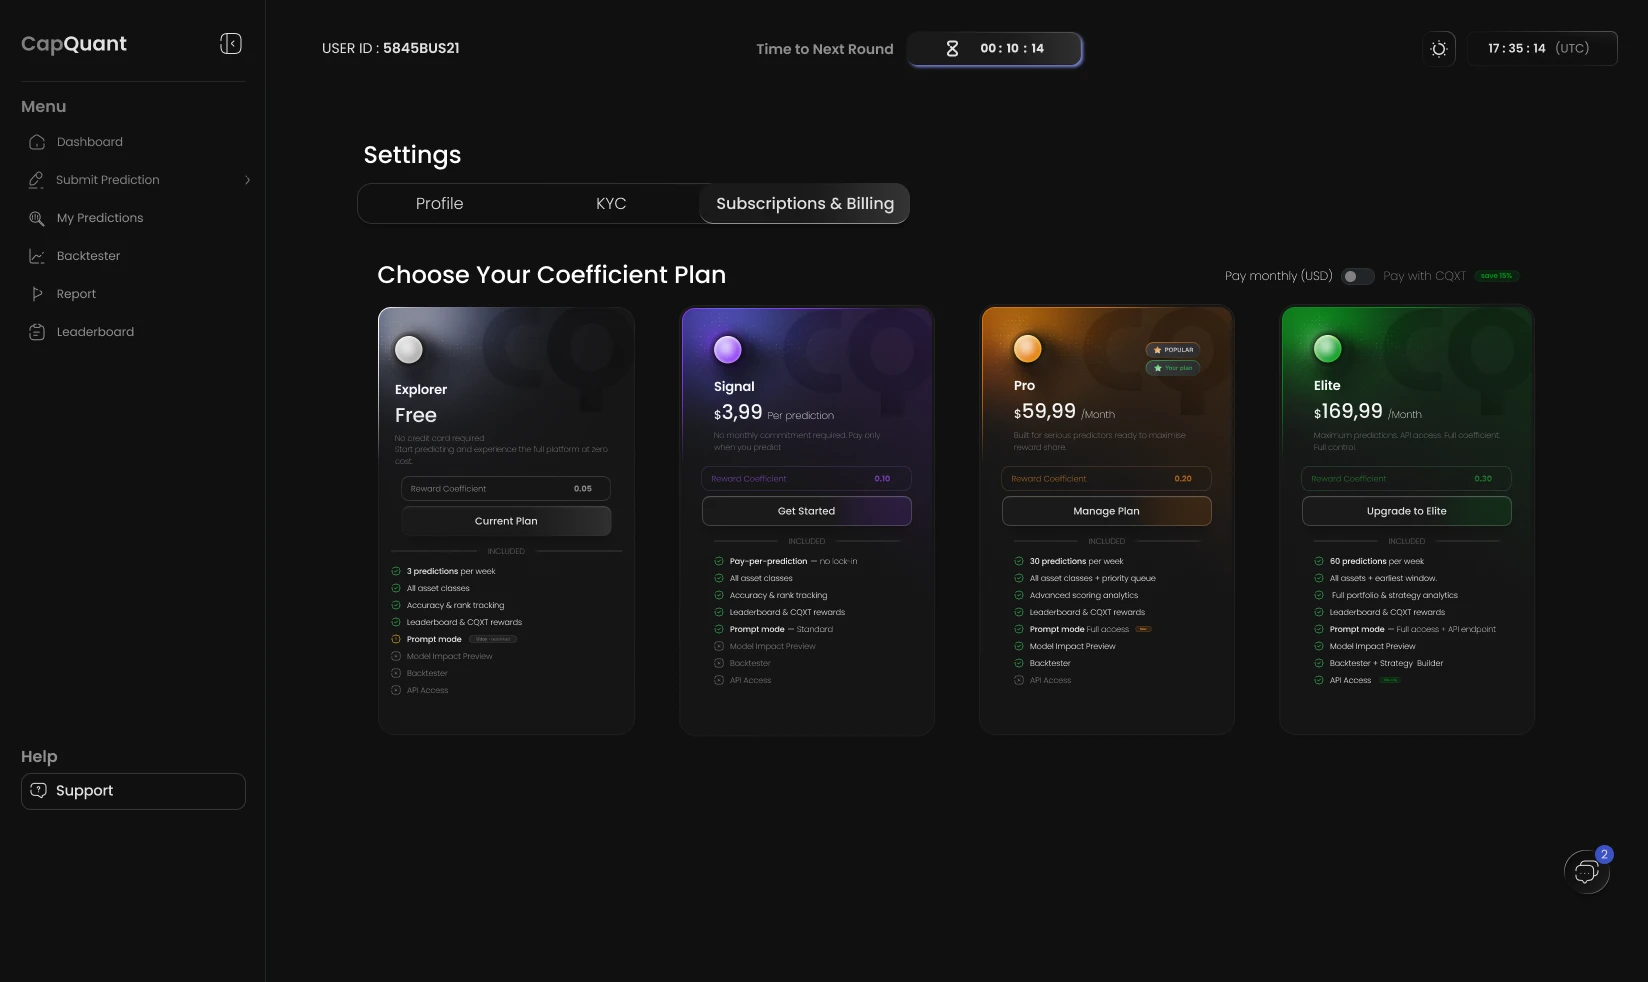 CapQuant
USER ID : 5845BUS21
Time to Next Round
00 : 10 : 14
17 : 35 : 14 (UTC)
Menu
Dashboard
Submit Prediction
My Predictions
Backtester
Report
Leaderboard
Help
Support
Settings
Profile
KYC
Subscriptions & Billing
Choose Your Coefficient Plan
Pay monthly (USD)
Pay with CQXT
save 15%
CQ
Explorer
Free
No credit card required
Start predicting and experience the full platform at zero
cost.
Reward Coefficient 0.05
Current Plan
INCLUDED
3 predictions per week
All asset classes
Accuracy & rank tracking
Leaderboard & CQXT rewards
Prompt mode
Model Impact Preview
Backtester
API Access
CQ
Signal
$3,99 Per prediction
No monthly commitment required. Pay only
when you predict
Reward Coefficient 0.10
Get Started
INCLUDED
Pay-per-prediction — no lock-in
All asset classes
Accuracy & rank tracking
Leaderboard & CQXT rewards
Prompt mode — Standard
Model Impact Preview
Backtester
API Access
CQ
POPULAR
Your plan
Pro
$59,99 /Month
Built for serious predictors ready to maximise
reward share.
Reward Coefficient 0.20
Manage Plan
INCLUDED
30 predictions per week
All asset classes + priority queue
Advanced scoring analytics
Leaderboard & CQXT rewards
Prompt mode Full access
Model Impact Preview
Backtester
API Access
CQ
Elite
$169,99 /Month
Maximum predictions. API access. Full coefficient.
Full control.
Reward Coefficient 0.30
Upgrade to Elite
INCLUDED
60 predictions per week
All assets + earliest window.
Full portfolio & strategy analytics
Leaderboard & CQXT rewards
Prompt mode — Full access + API endpoint
Model Impact Preview
Backtester + Strategy Builder
API Access
2